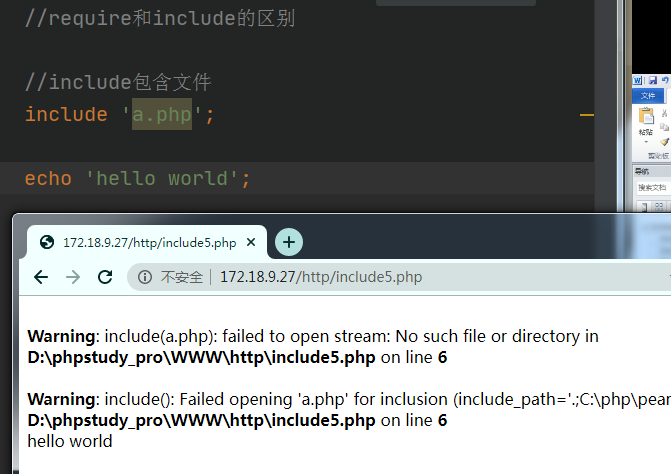 //require和include的区别
//include包含文件
include 'a.php';
echo 'hello world';
文件
粘贴
剪贴板
导航
搜索文档
172.18.9.27/http/include5.php
不安全 | 172.18.9.27/http/include5.php
Warning: include(a.php): failed to open stream: No such file or directory in
D:\phpstudy_pro\WWW\http\include5.php on line 6
Warning: include(): Failed opening 'a.php' for inclusion (include_path='.;C:\php\pear
D:\phpstudy_pro\WWW\http\include5.php on line 6
hello world